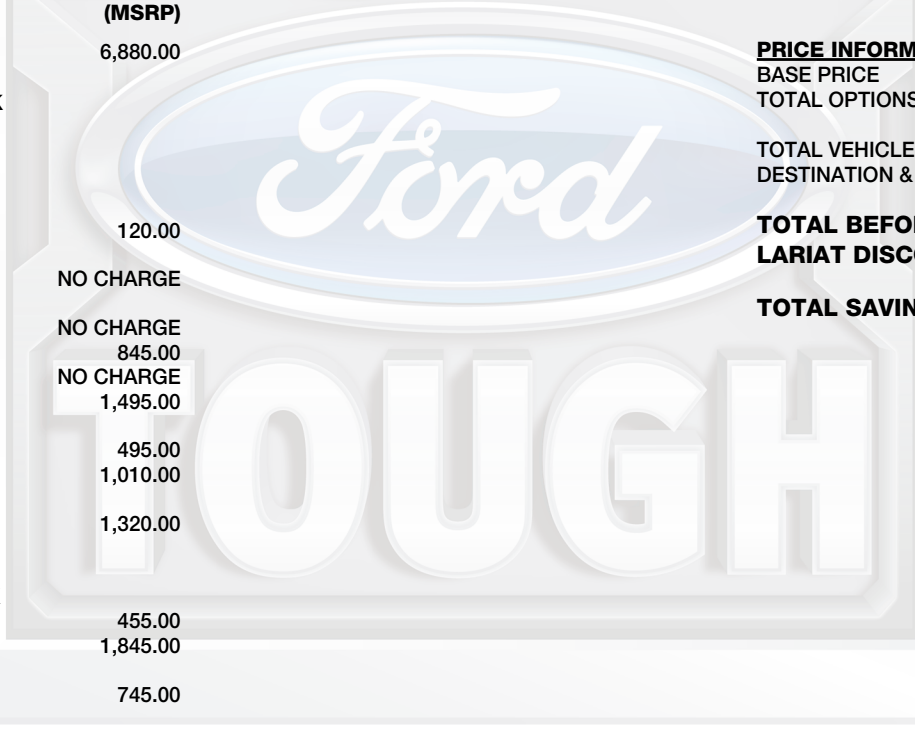 (MSRP)
6,880.00
K
120.00
NO CHARGE
NO CHARGE
845.00
NO CHARGE
1,495.00
495.00
1,010.00
1,320.00
455.00
1,845.00
745.00
PRICE INFORM
BASE PRICE
TOTAL OPTIONS
TOTAL VEHICLE
DESTINATION &
TOTAL BEFO
LARIAT DISC
TOTAL SAVIN
Ford
TOUGH